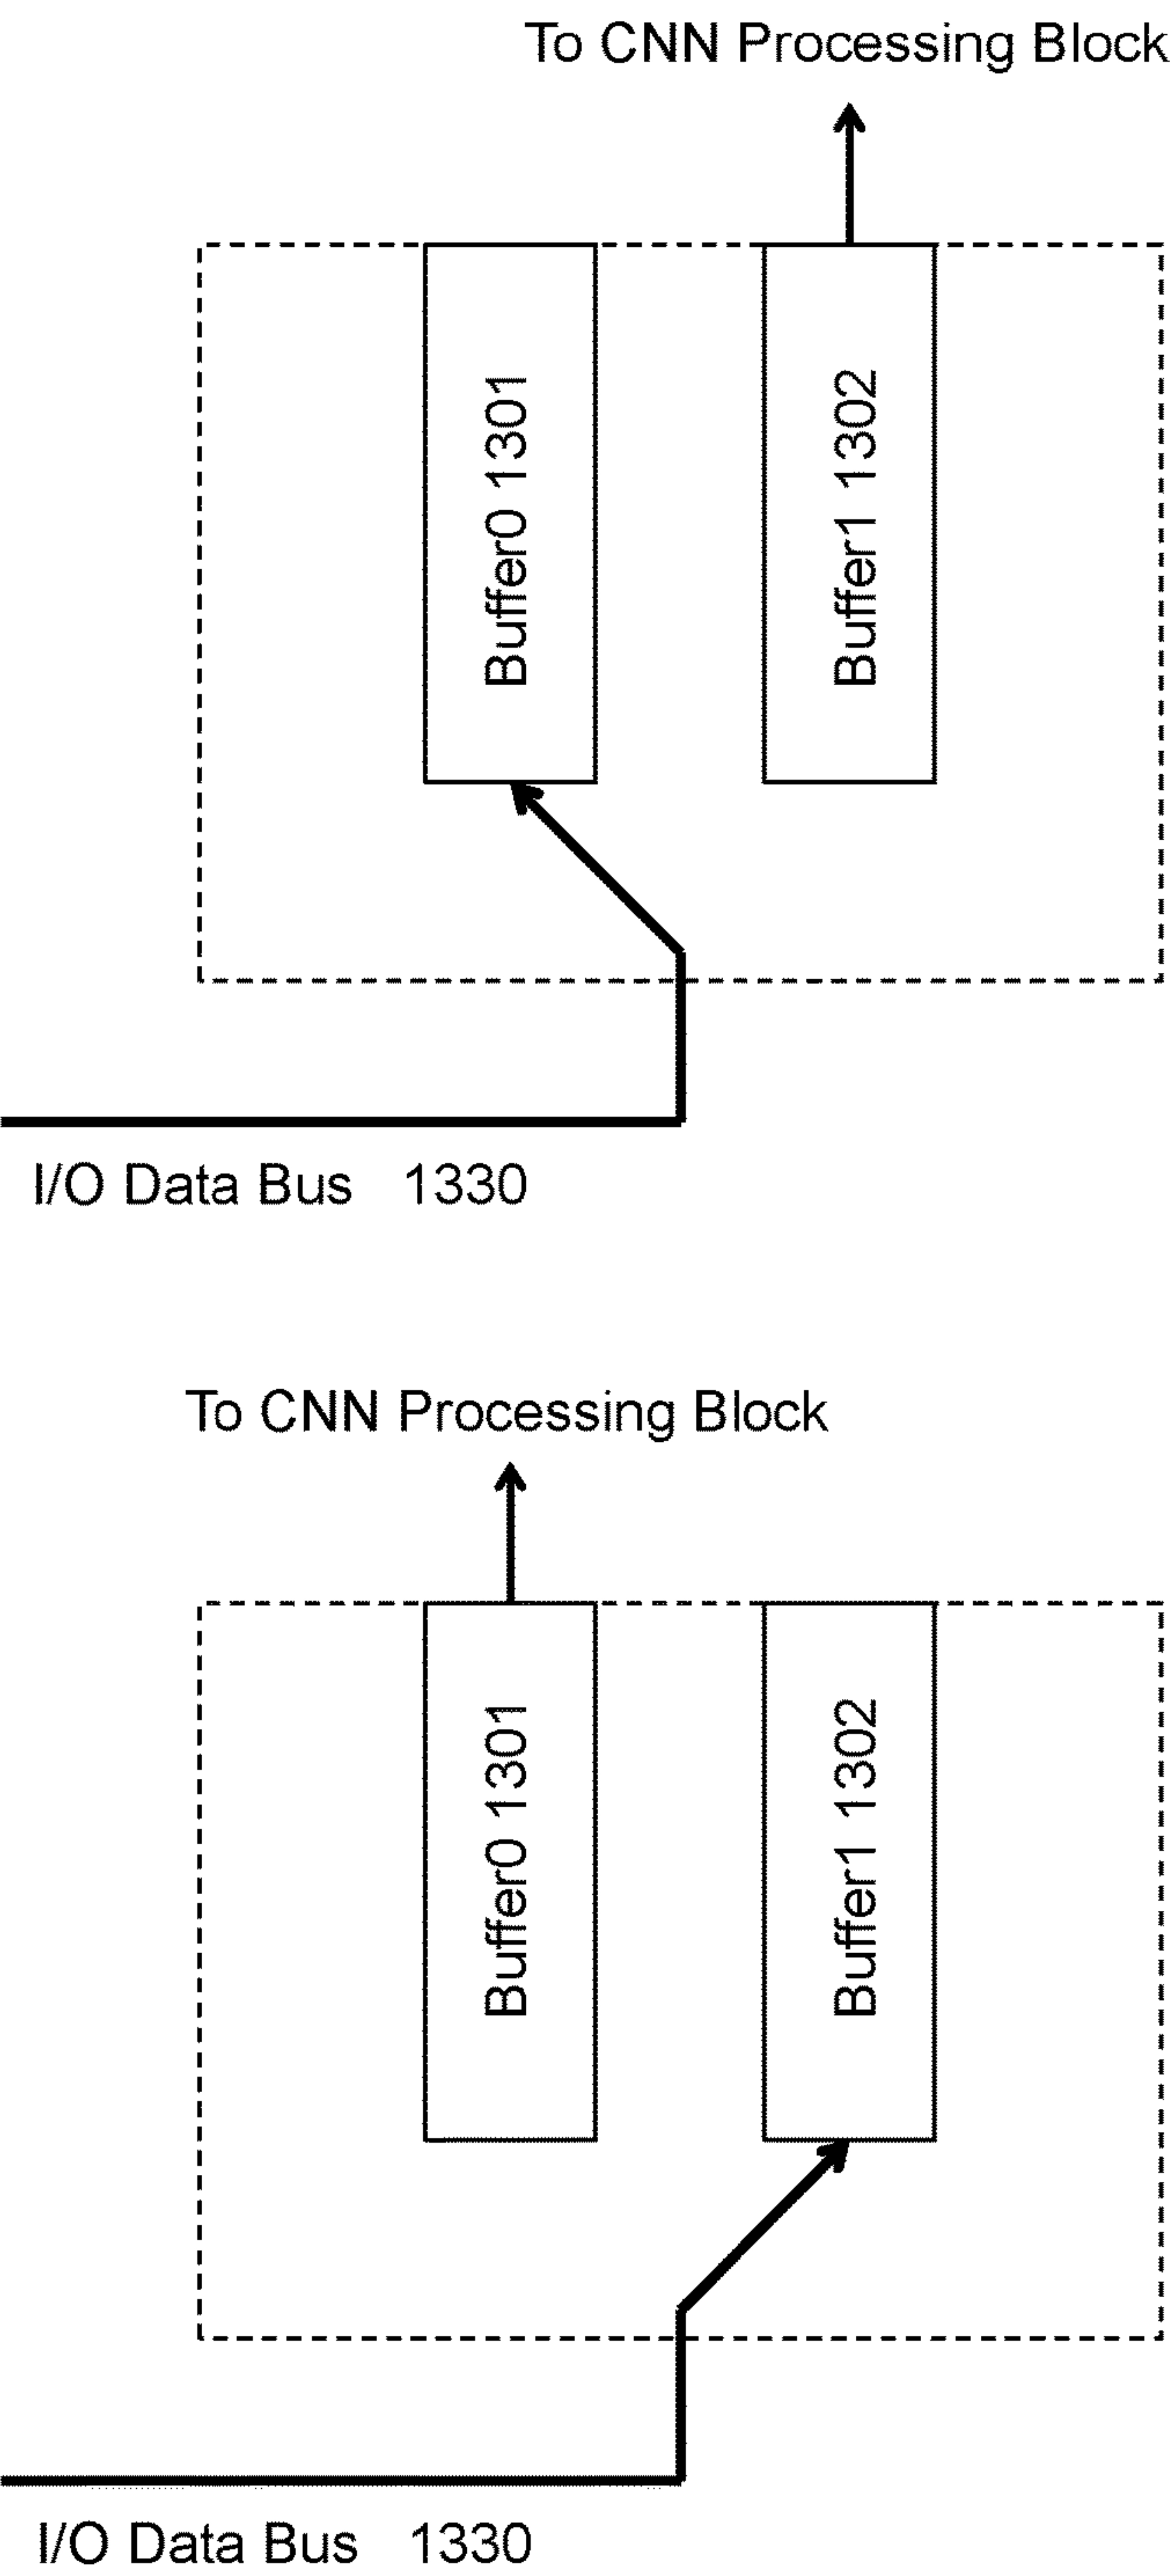 To CNN Processing Block
Buffer0 1301
Buffer1 1302
I/O Data Bus 1330
To CNN Processing Block
Buffer0 1301
Buffer1 1302
I/O Data Bus 1330